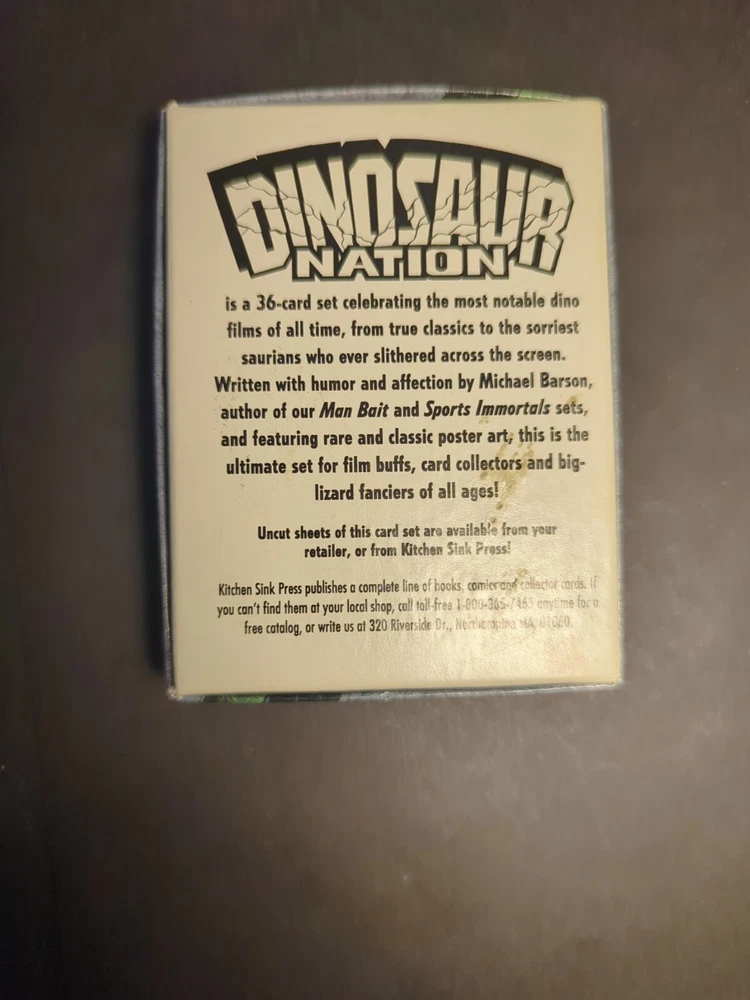 DINOSAUR
NATION
is a 36-card set celebrating the most notable dino
films of all time, from true classics to the sorriest
saurians who ever slithered across the screen.
Written with humor and affection by Michael Barson,
author of our Man Bait and Sports Immortals sets,
and featuring rare and classic poster art, this is the
ultimate set for film buffs, card collectors and big-
lizard fanciers of all ages!
Uncut sheets of this card set are available from your
retailer, or from Kitchen Sink Press!
Kitchen Sink Press publishes a complete line of books, comics and collector cards. If
you can't find them at your local shop, call toll-free anytime for a
free catalog, or write us at 320 Riverside Dr., Northampton MA, 01060.